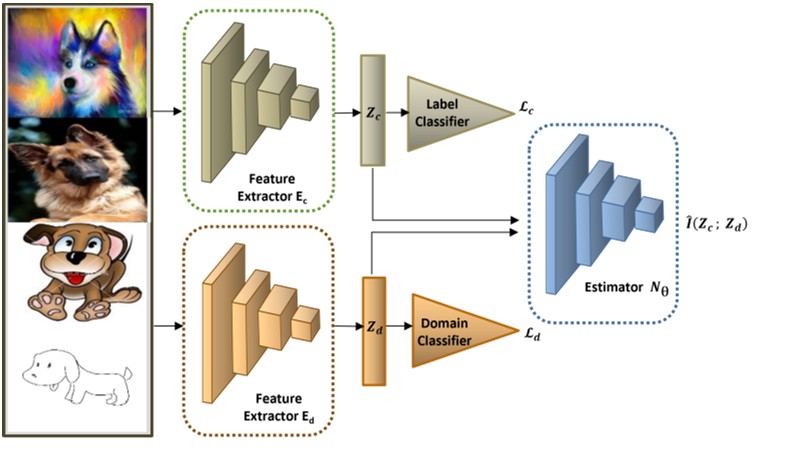 Feature
Extractor E_c
Z_c
Label
Classifier
ℒ_c
Estimator N_θ
Î(Z_c ; Z_d)
Feature
Extractor E_d
Z_d
Domain
Classifier
ℒ_d